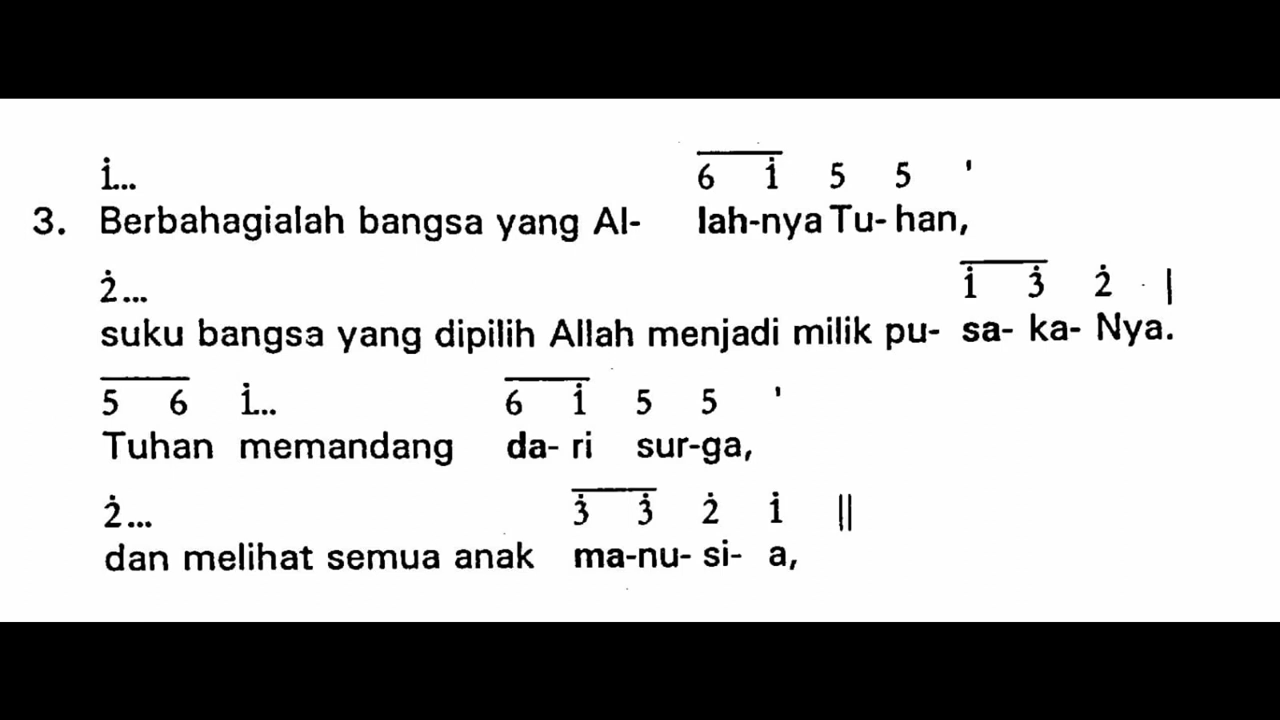 i̇... 6 i̇ 5 5 '
3. Berbahagialah bangsa yang Al- lah-nya Tu- han,
2̇... 1̇ 3̇ 2̇ |
suku bangsa yang dipilih Allah menjadi milik pu- sa- ka- Nya.
5 6 1̇... 6 1̇ 5 5 '
Tuhan memandang da- ri sur-ga,
2̇... 3̇ 3̇ 2̇ 1̇ ||
dan melihat semua anak ma-nu- si- a,